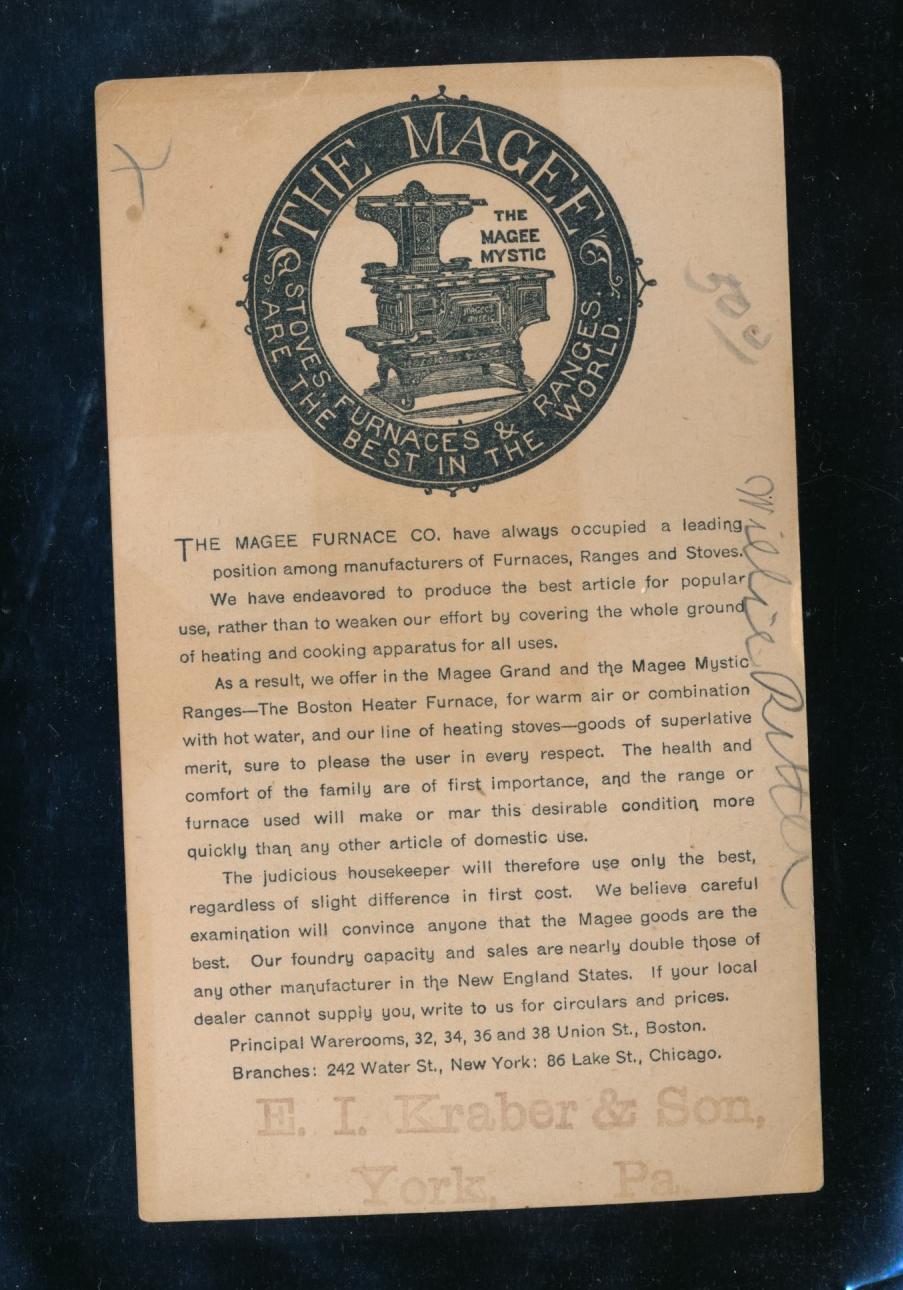 THE MAGEE
STOVES, FURNACES & RANGES.
ARE THE BEST IN THE WORLD.
THE
MAGEE
MYSTIC
MAGEE
MYSTIC
50
THE MAGEE FURNACE CO. have always occupied a leading
position among manufacturers of Furnaces, Ranges and Stoves.
We have endeavored to produce the best article for popular
use, rather than to weaken our effort by covering the whole ground
of heating and cooking apparatus for all uses.
As a result, we offer in the Magee Grand and the Magee Mystic
Ranges—The Boston Heater Furnace, for warm air or combination
with hot water, and our line of heating stoves—goods of superlative
merit, sure to please the user in every respect. The health and
comfort of the family are of first importance, and the range or
furnace used will make or mar this desirable condition more
quickly than any other article of domestic use.
The judicious housekeeper will therefore use only the best,
regardless of slight difference in first cost. We believe careful
examination will convince anyone that the Magee goods are the
best. Our foundry capacity and sales are nearly double those of
any other manufacturer in the New England States. If your local
dealer cannot supply you, write to us for circulars and prices.
Principal Warerooms, 32, 34, 36 and 38 Union St., Boston.
Branches: 242 Water St., New York: 86 Lake St., Chicago.
E. I. Kraber & Son,
York, Pa.
Willie Ritter